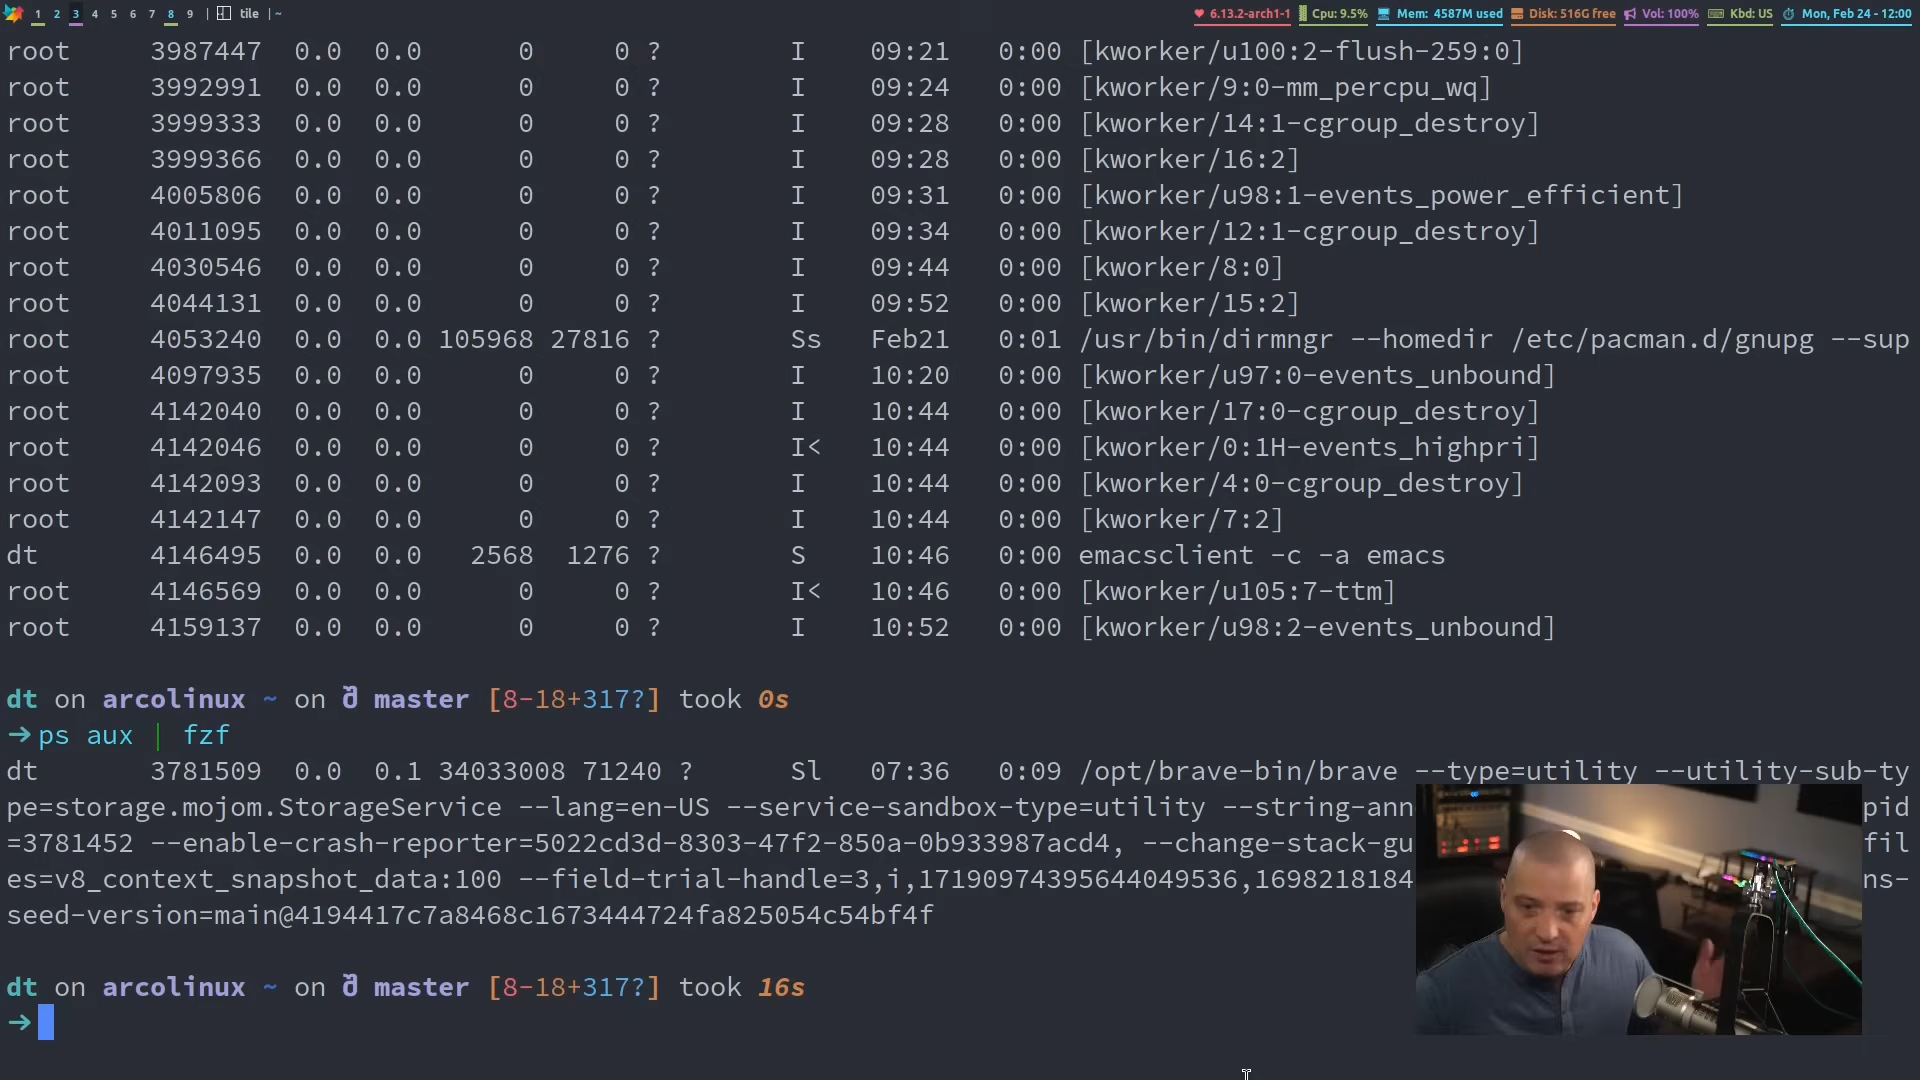 1 2 3 4 5 6 7 8 9 | tile | ~ 6.13.2-arch1-1 Cpu: 9.5% Mem: 4587M used Disk: 516G free Vol: 100% Kbd: US Mon, Feb 24 - 12:00
root 3987447 0.0 0.0 0 0 ? I 09:21 0:00 [kworker/u100:2-flush-259:0]
root 3992991 0.0 0.0 0 0 ? I 09:24 0:00 [kworker/9:0-mm_percpu_wq]
root 3999333 0.0 0.0 0 0 ? I 09:28 0:00 [kworker/14:1-cgroup_destroy]
root 3999366 0.0 0.0 0 0 ? I 09:28 0:00 [kworker/16:2]
root 4005806 0.0 0.0 0 0 ? I 09:31 0:00 [kworker/u98:1-events_power_efficient]
root 4011095 0.0 0.0 0 0 ? I 09:34 0:00 [kworker/12:1-cgroup_destroy]
root 4030546 0.0 0.0 0 0 ? I 09:44 0:00 [kworker/8:0]
root 4044131 0.0 0.0 0 0 ? I 09:52 0:00 [kworker/15:2]
root 4053240 0.0 0.0 105968 27816 ? Ss Feb21 0:01 /usr/bin/dirmngr --homedir /etc/pacman.d/gnupg --sup
root 4097935 0.0 0.0 0 0 ? I 10:20 0:00 [kworker/u97:0-events_unbound]
root 4142040 0.0 0.0 0 0 ? I 10:44 0:00 [kworker/17:0-cgroup_destroy]
root 4142046 0.0 0.0 0 0 ? I< 10:44 0:00 [kworker/0:1H-events_highpri]
root 4142093 0.0 0.0 0 0 ? I 10:44 0:00 [kworker/4:0-cgroup_destroy]
root 4142147 0.0 0.0 0 0 ? I 10:44 0:00 [kworker/7:2]
dt 4146495 0.0 0.0 2568 1276 ? S 10:46 0:00 emacsclient -c -a emacs
root 4146569 0.0 0.0 0 0 ? I< 10:46 0:00 [kworker/u105:7-ttm]
root 4159137 0.0 0.0 0 0 ? I 10:52 0:00 [kworker/u98:2-events_unbound]
dt on arcolinux ~ on master [8-18+317?] took 0s
→ps aux | fzf
dt 3781509 0.0 0.1 34033008 71240 ? Sl 07:36 0:09 /opt/brave-bin/brave --type=utility --utility-sub-ty
pe=storage.mojom.StorageService --lang=en-US --service-sandbox-type=utility --string-ann pid
=3781452 --enable-crash-reporter=5022cd3d-8303-47f2-850a-0b933987acd4, --change-stack-gu fil
es=v8_context_snapshot_data:100 --field-trial-handle=3,i,17190974395644049536,1698218184 ns-
seed-version=main@4194417c7a8468c1673444724fa825054c54bf4f
dt on arcolinux ~ on master [8-18+317?] took 16s
→